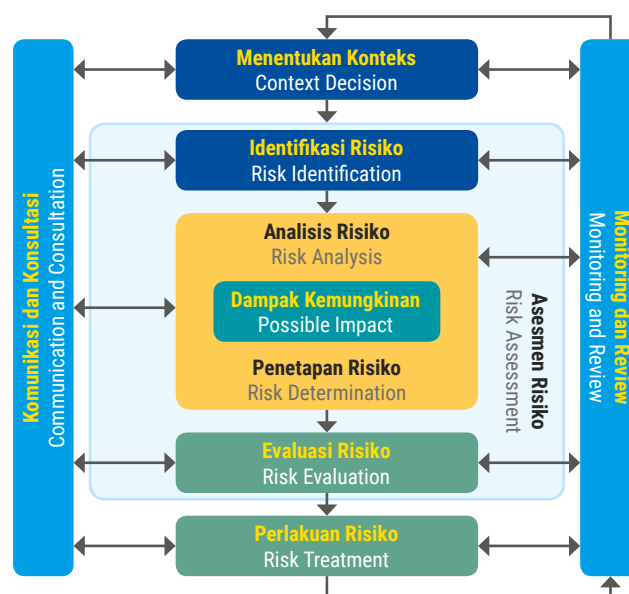 Menentukan Konteks
Context Decision
Komunikasi dan Konsultasi
Communication and Consultation
Identifikasi Risiko
Risk Identification
Analisis Risiko
Risk Analysis
Dampak Kemungkinan
Possible Impact
Penetapan Risiko
Risk Determination
Evaluasi Risiko
Risk Evaluation
Perlakuan Risiko
Risk Treatment
Asesmen Risiko
Risk Assessment
Monitoring dan Review
Monitoring and Review